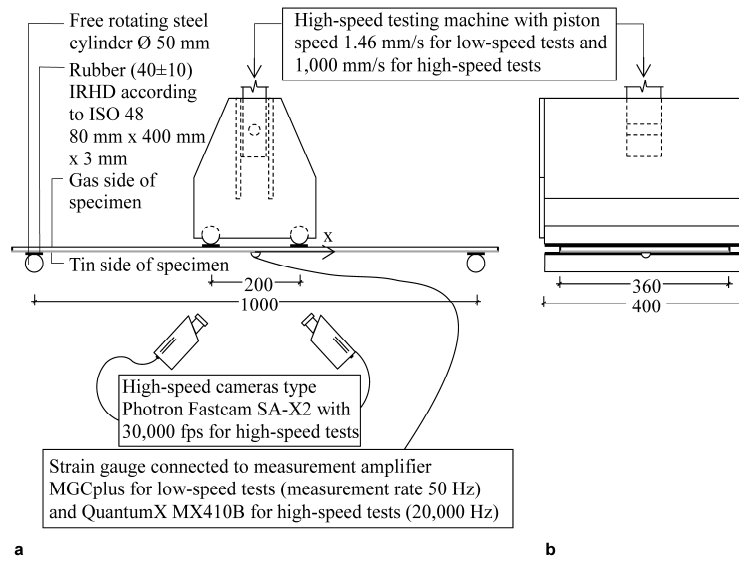 Free rotating steel
cylinder Ø 50 mm
Rubber (40±10)
IRHD according
to ISO 48
80 mm x 400 mm
x 3 mm
Gas side of
specimen
Tin side of specimen
High-speed testing machine with piston
speed 1.46 mm/s for low-speed tests and
1,000 mm/s for high-speed tests
x
200
1000
360
400
High-speed cameras type
Photron Fastcam SA-X2 with
30,000 fps for high-speed tests
Strain gauge connected to measurement amplifier
MGCplus for low-speed tests (measurement rate 50 Hz)
and QuantumX MX410B for high-speed tests (20,000 Hz)
a
b